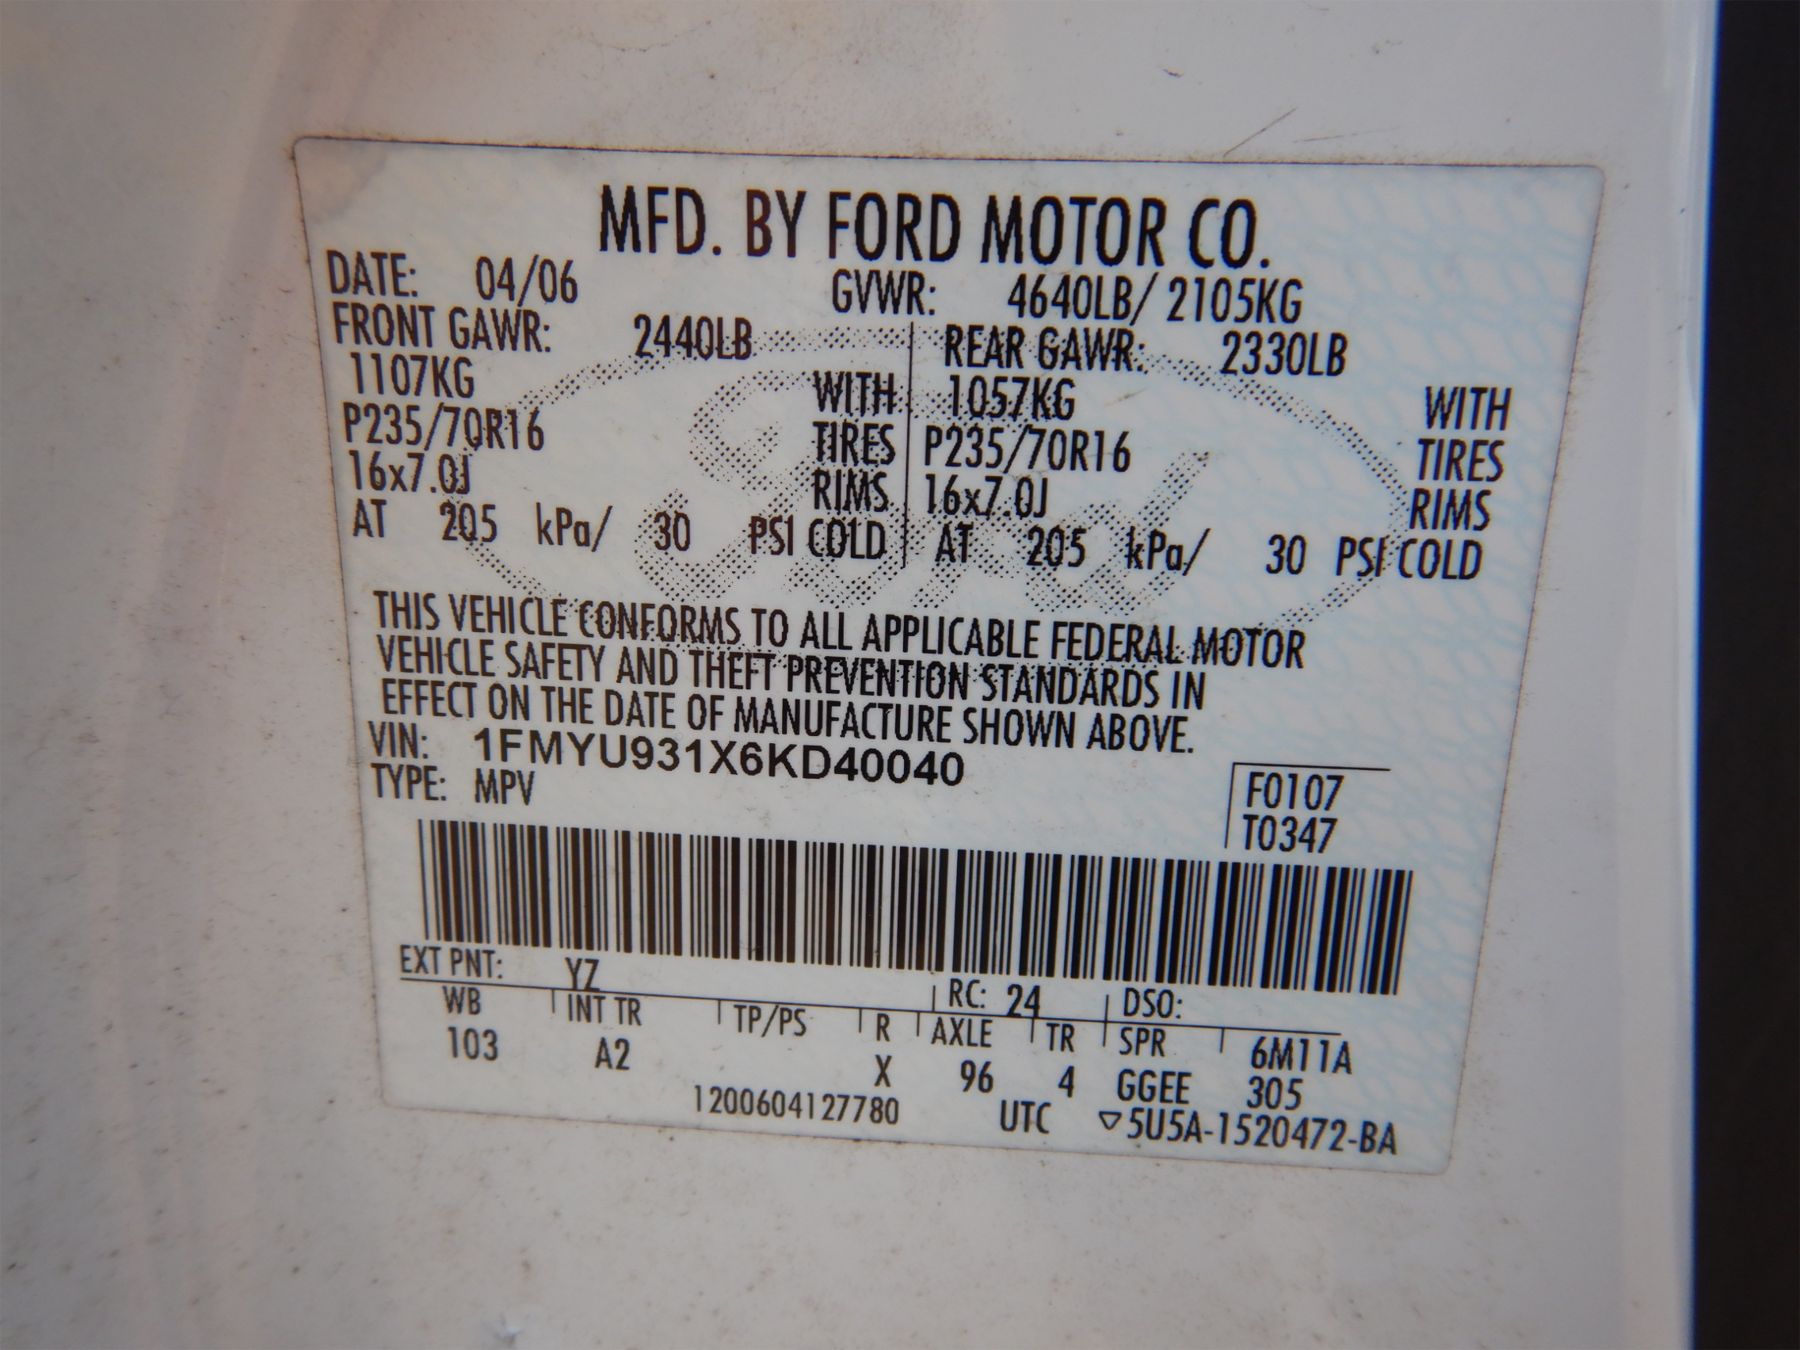 MFD. BY FORD MOTOR CO.
DATE: 04/06 GVWR: 4640LB/ 2105KG
FRONT GAWR: 2440LB REAR GAWR: 2330LB
1107KG WITH 1057KG WITH
P235/70R16 TIRES P235/70R16 TIRES
16x7.0J RIMS 16x7.0J RIMS
AT 205 kPa/ 30 PSI COLD AT 205 kPa/ 30 PSI COLD
THIS VEHICLE CONFORMS TO ALL APPLICABLE FEDERAL MOTOR
VEHICLE SAFETY AND THEFT PREVENTION STANDARDS IN
EFFECT ON THE DATE OF MANUFACTURE SHOWN ABOVE.
VIN: 1FMYU931X6KD40040
TYPE: MPV
F0107
T0347
EXT PNT: YZ RC: 24 DSO:
WB INT TR TP/PS R AXLE TR SPR 6M11A
103 A2 X 96 4 GGEE 305
1200604127780 UTC ▽5U5A-1520472-BA